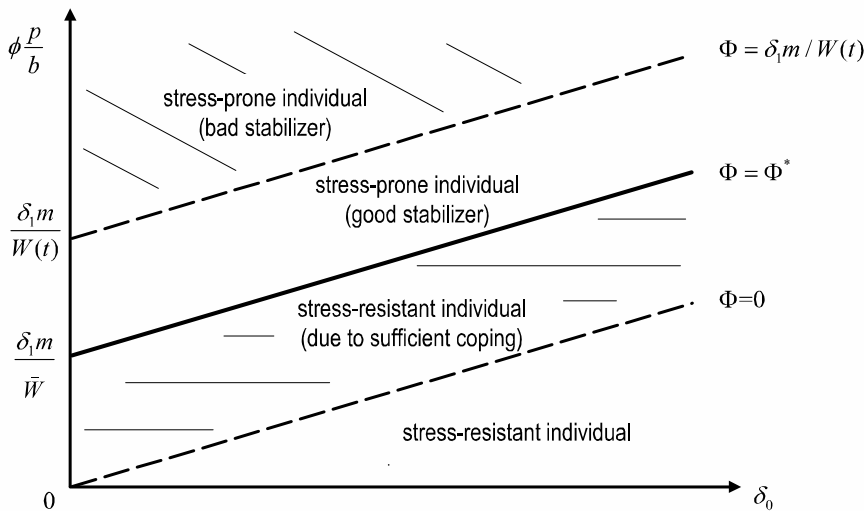 ϕ p/b
Φ = δ₁m / W(t)
stress-prone individual
(bad stabilizer)
stress-prone individual
(good stabilizer)
Φ = Φ*
δ₁m
W(t)
stress-resistant individual
(due to sufficient coping)
Φ=0
δ₁m
W̄
stress-resistant individual
0
δ₀